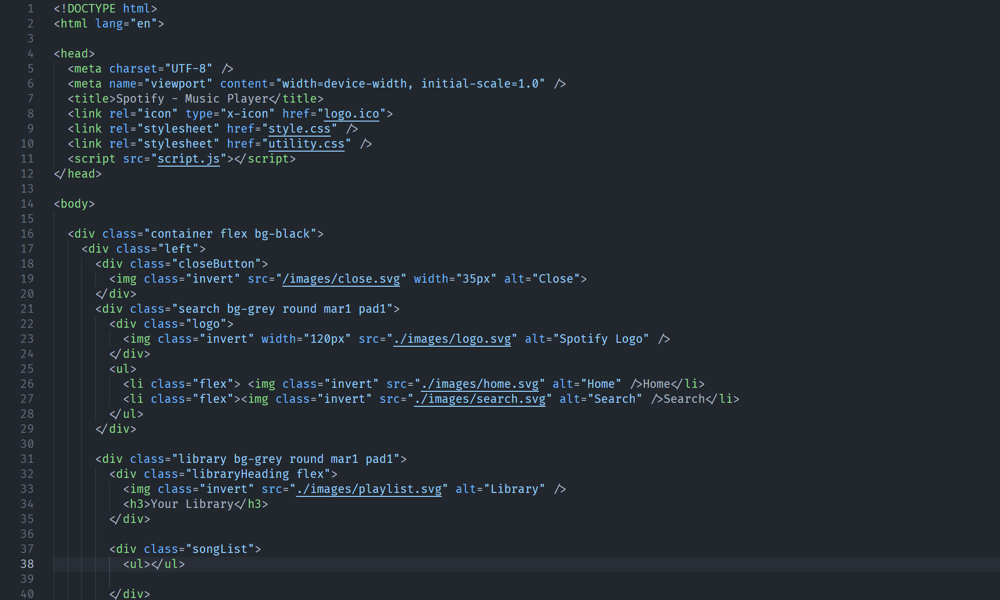 1 <!DOCTYPE html>
2 <html lang="en">
3
4 <head>
5   <meta charset="UTF-8" />
6   <meta name="viewport" content="width=device-width, initial-scale=1.0" />
7   <title>Spotify - Music Player</title>
8   <link rel="icon" type="x-icon" href="logo.ico">
9   <link rel="stylesheet" href="style.css" />
10   <link rel="stylesheet" href="utility.css" />
11   <script src="script.js"></script>
12 </head>
13
14 <body>
15
16   <div class="container flex bg-black">
17     <div class="left">
18       <div class="closeButton">
19         <img class="invert" src="/images/close.svg" width="35px" alt="Close">
20       </div>
21       <div class="search bg-grey round mar1 pad1">
22         <div class="logo">
23           <img class="invert" width="120px" src="./images/logo.svg" alt="Spotify Logo" />
24         </div>
25         <ul>
26           <li class="flex"> <img class="invert" src="./images/home.svg" alt="Home" />Home</li>
27           <li class="flex"><img class="invert" src="./images/search.svg" alt="Search" />Search</li>
28         </ul>
29       </div>
30
31       <div class="library bg-grey round mar1 pad1">
32         <div class="libraryHeading flex">
33           <img class="invert" src="./images/playlist.svg" alt="Library" />
34           <h3>Your Library</h3>
35         </div>
36
37         <div class="songList">
38           <ul></ul>
39
40         </div>